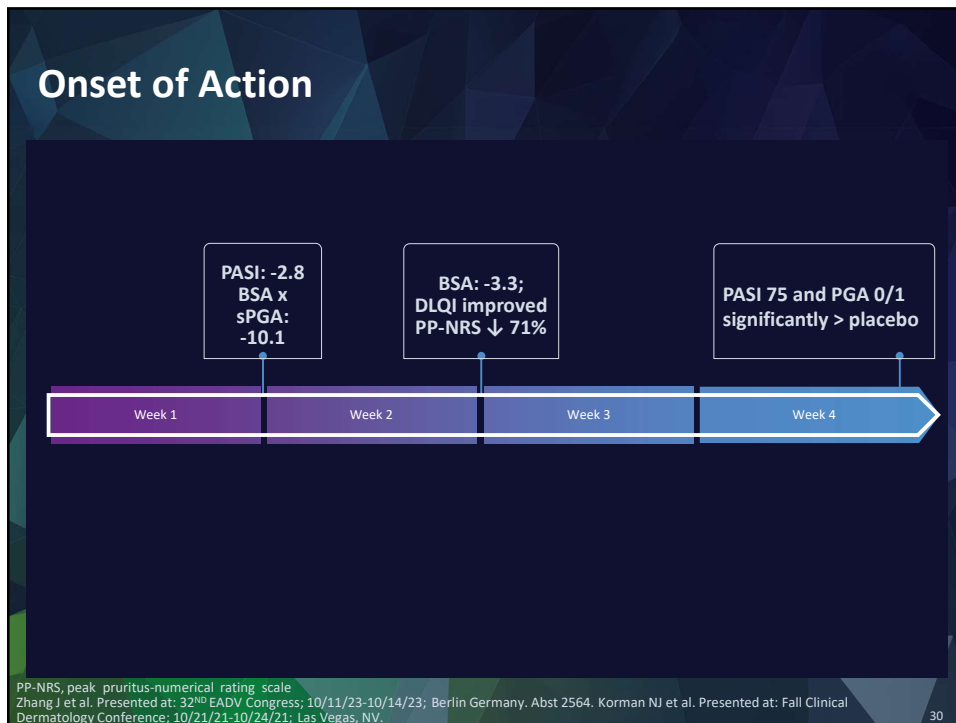 Onset of Action
PASI: -2.8
BSA x
sPGA:
-10.1
BSA: -3.3;
DLQI improved
PP-NRS ↓ 71%
PASI 75 and PGA 0/1
significantly > placebo
Week 1
Week 2
Week 3
Week 4
PP-NRS, peak pruritus-numerical rating scale
Zhang J et al. Presented at: 32ND EADV Congress; 10/11/23-10/14/23; Berlin Germany. Abst 2564. Korman NJ et al. Presented at: Fall Clinical
Dermatology Conference; 10/21/21-10/24/21; Las Vegas, NV.
30